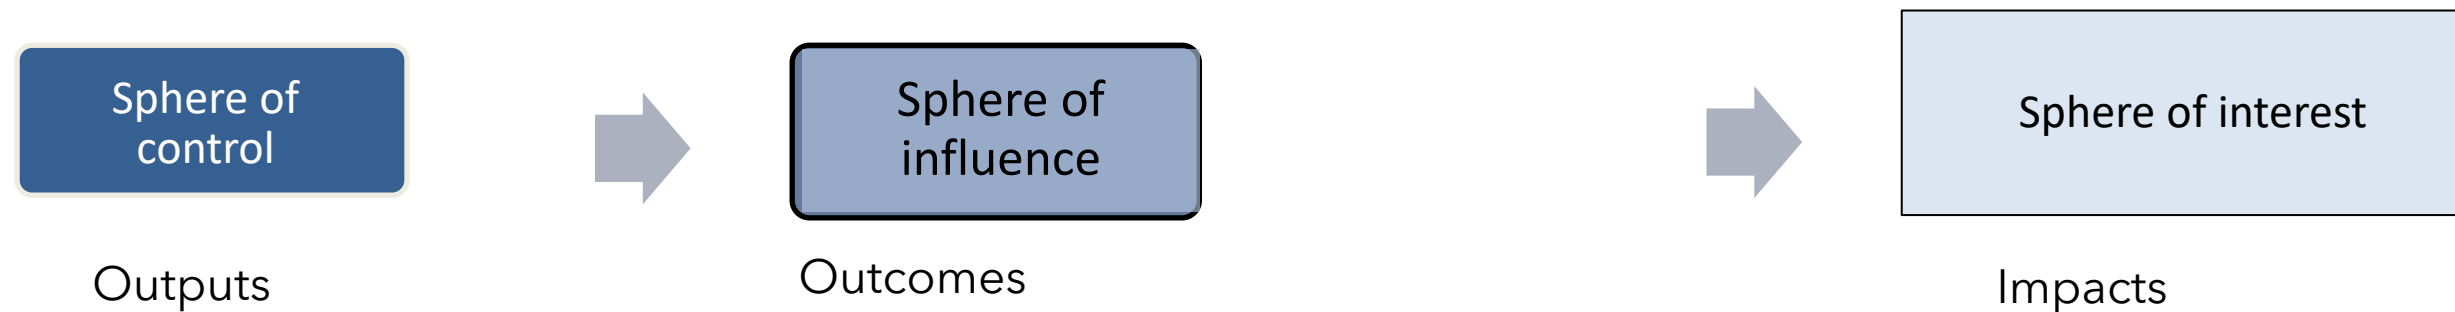 Sphere of
control
Sphere of
influence
Sphere of interest
Outputs
Outcomes
Impacts